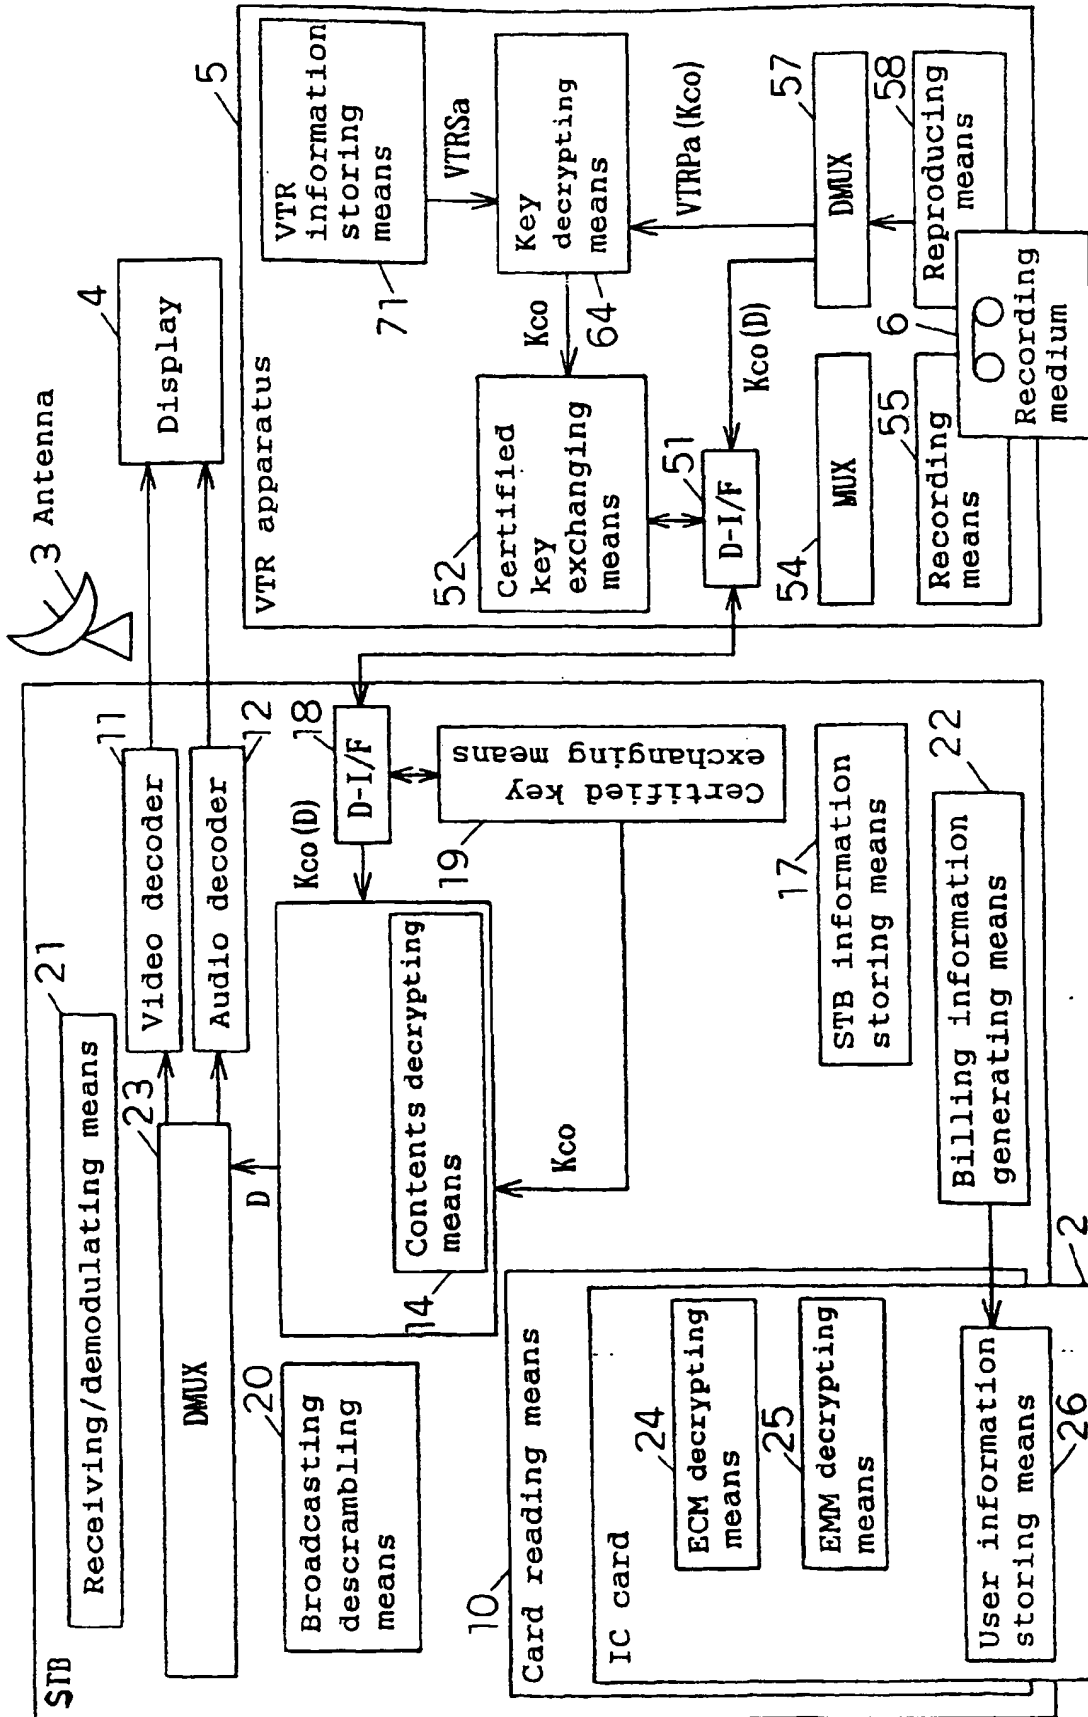 STB
Receiving/demodulating means
21
DMUX
23
Video decoder
11
Audio decoder
12
3 Antenna
4
Display
Broadcasting
descrambling
means
20
D
Contents decrypting
means
14
Kco(D)
D-I/F
18
Certified key
exchanging means
19
Kco
10
Card reading means
IC card
ECM decrypting
means
24
EMM decrypting
means
25
User information
storing means
26
2
STB information
storing means
17
Billing information
generating means
22
VTR apparatus
5
VTR
information
storing
means
71
VTRSa
Key
decrypting
means
64
Kco
Certified
key
exchanging
means
52
VTRPa(Kco)
Kco(D)
D-I/F
51
MUX
54
DMUX
57
Recording
means
55
Reproducing
means
58
6
Recording
medium